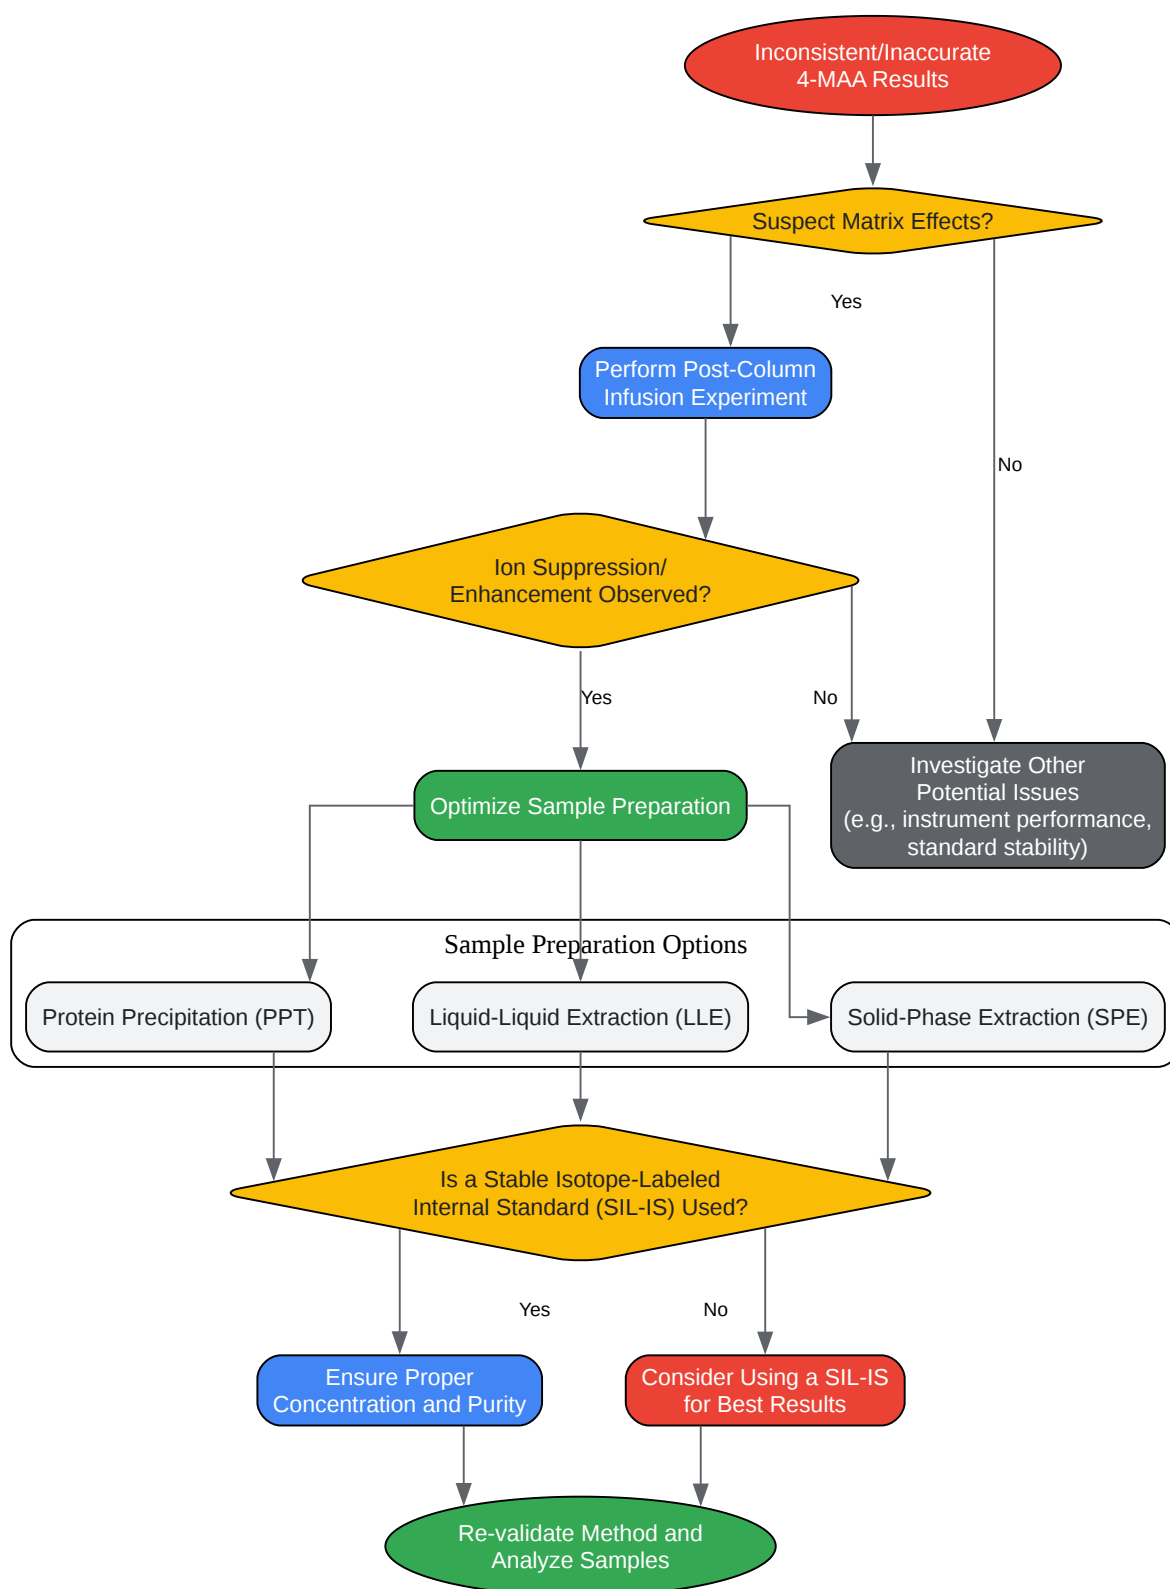 Inconsistent/Inaccurate
4-MAA Results
Suspect Matrix Effects?
Yes
Perform Post-Column
Infusion Experiment
No
Ion Suppression/
Enhancement Observed?
Yes
No
Investigate Other
Potential Issues
(e.g., instrument performance,
standard stability)
Optimize Sample Preparation
Sample Preparation Options
Protein Precipitation (PPT)
Liquid-Liquid Extraction (LLE)
Solid-Phase Extraction (SPE)
Is a Stable Isotope-Labeled
Internal Standard (SIL-IS) Used?
Yes
No
Ensure Proper
Concentration and Purity
Consider Using a SIL-IS
for Best Results
Re-validate Method and
Analyze Samples